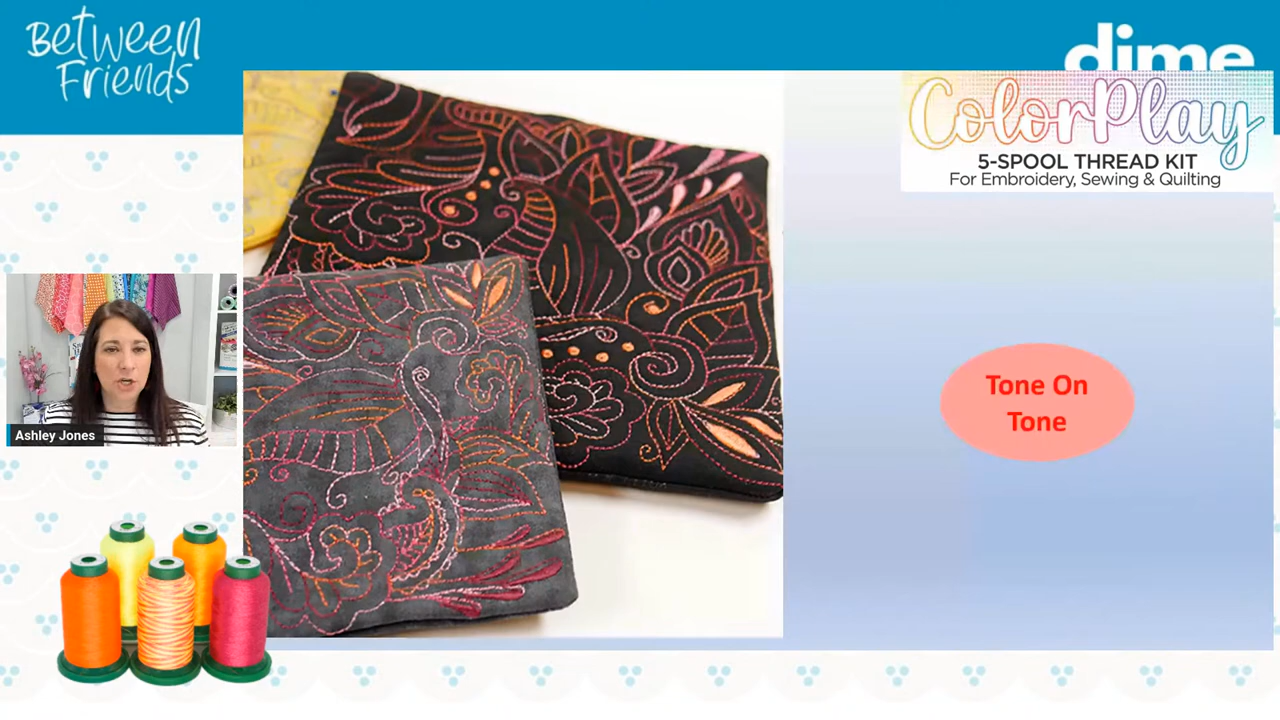 Between
Friends
dime
ColorPlay
5-SPOOL THREAD KIT
For Embroidery, Sewing & Quilting
Tone On
Tone
Ashley Jones